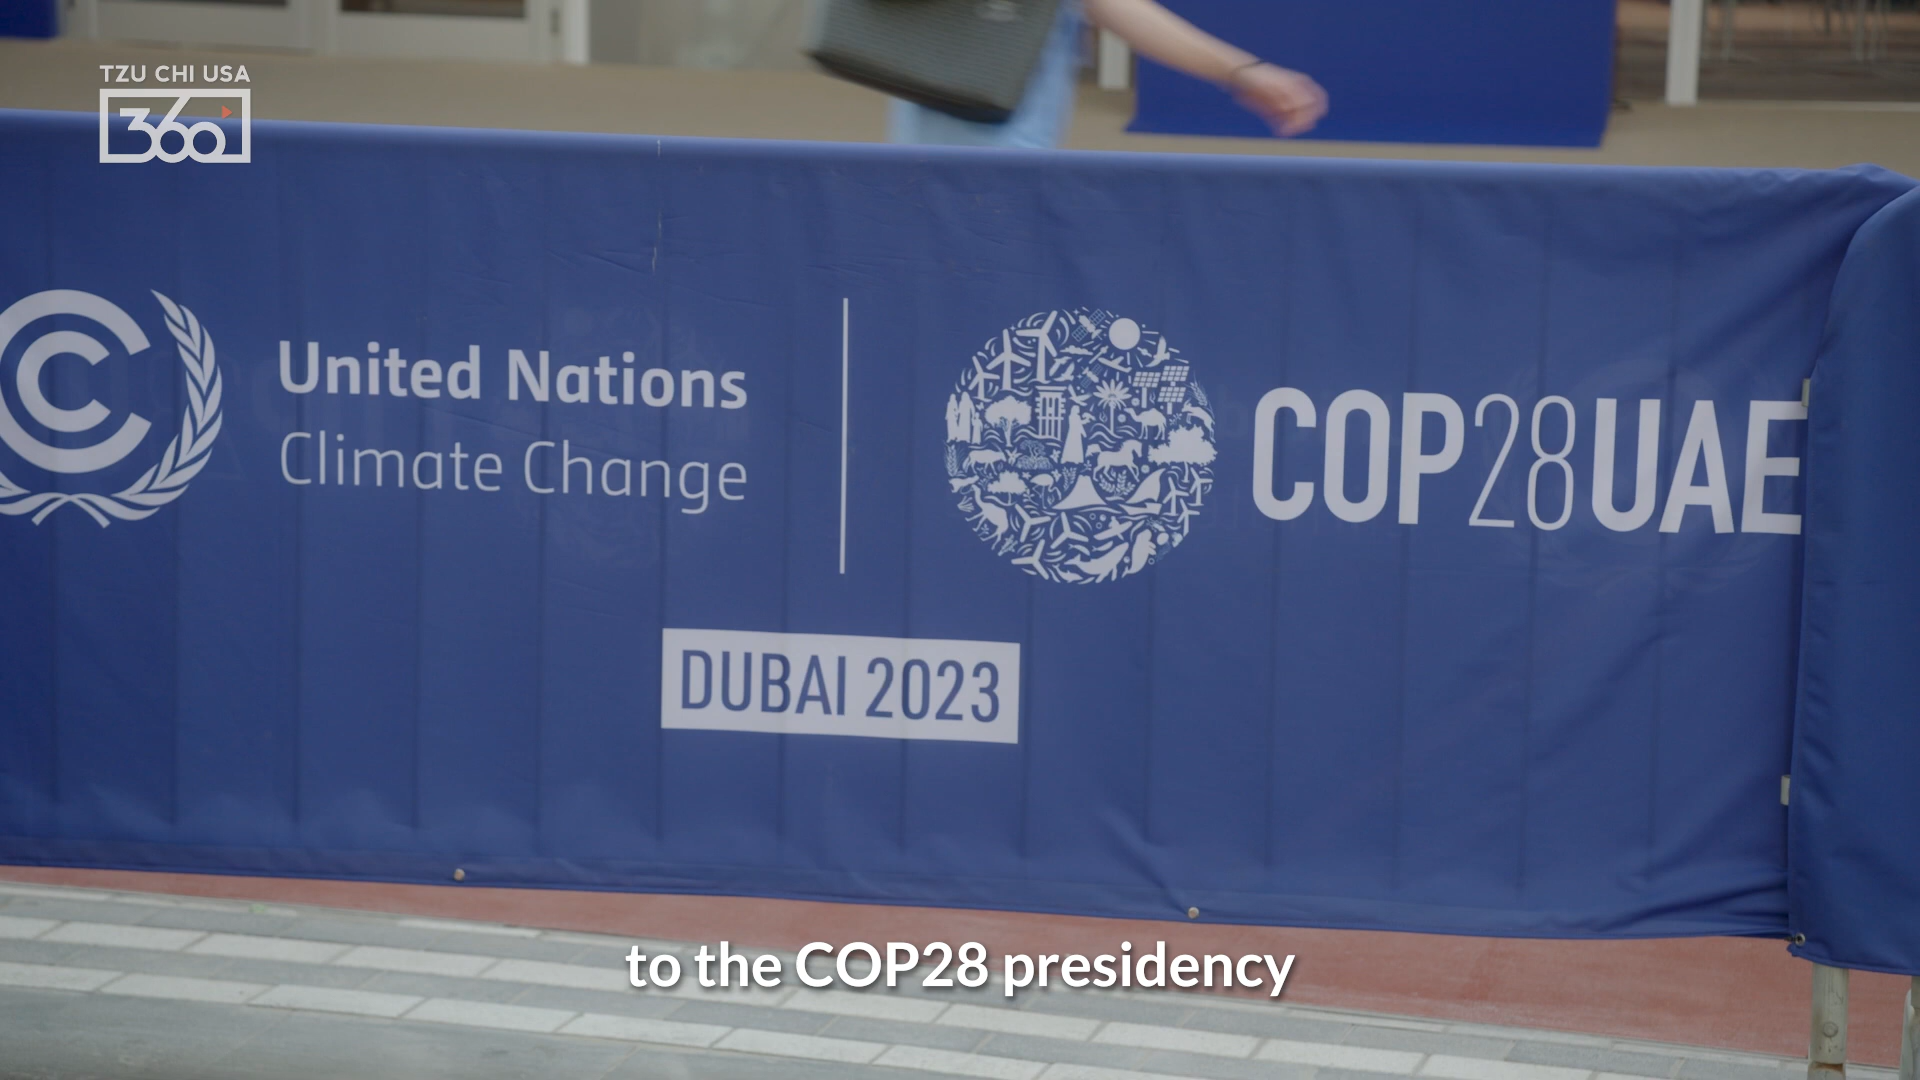 TZU CHI USA
360
United Nations
Climate Change
COP28UAE
DUBAI 2023
to the COP28 presidency